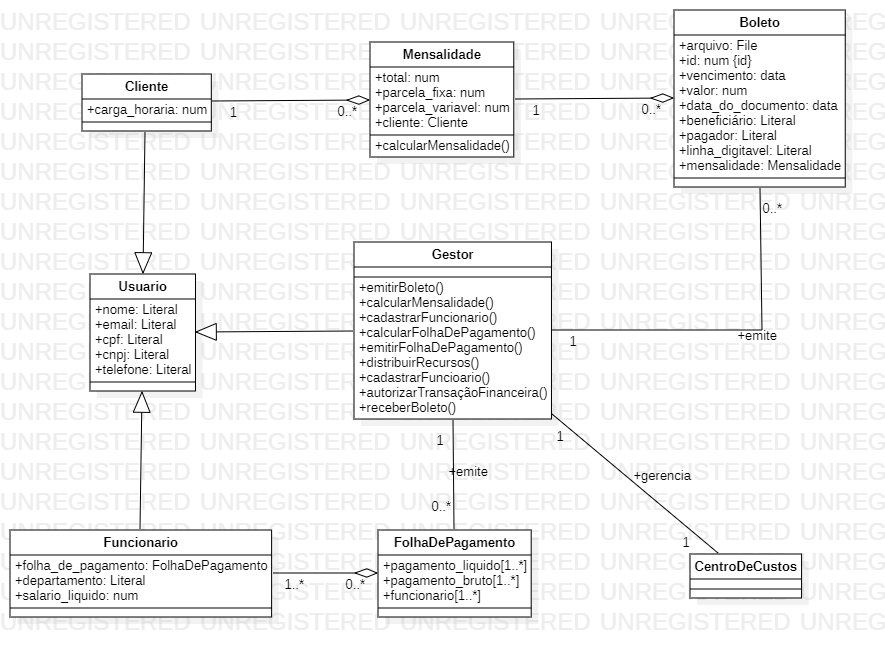 Cliente
+carga_horaria: num
1
0..*
Mensalidade
+total: num
+parcela_fixa: num
+parcela_variavel: num
+cliente: Cliente
+calcularMensalidade()
1
0..*
Boleto
+arquivo: File
+id: num {id}
+vencimento: data
+valor: num
+data_do_documento: data
+beneficiário: Literal
+pagador: Literal
+linha_digitavel: Literal
+mensalidade: Mensalidade
0..*
+emite
1
Usuario
+nome: Literal
+email: Literal
+cpf: Literal
+cnpj: Literal
+telefone: Literal
Gestor
+emitirBoleto()
+calcularMensalidade()
+cadastrarFuncionario()
+calcularFolhaDePagamento()
+emitirFolhaDePagamento()
+distribuirRecursos()
+cadastrarFuncioario()
+autorizarTransaçãoFinanceira()
+receberBoleto()
1
+emite
0..*
1
+gerencia
1
Funcionario
+folha_de_pagamento: FolhaDePagamento
+departamento: Literal
+salario_liquido: num
1..*
0..*
FolhaDePagamento
+pagamento_liquido[1..*]
+pagamento_bruto[1..*]
+funcionario[1..*]
CentroDeCustos
UNREGISTERED UNREGISTERED UNREGISTERED UNREGISTERED